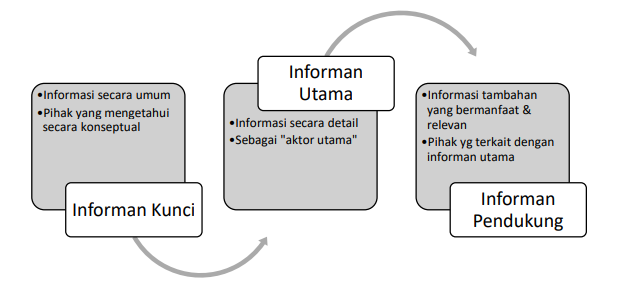 •Informasi secara umum
•Pihak yang mengetahui
secara konseptual
Informan Kunci
Informan
Utama
•Informasi secara detail
•Sebagai "aktor utama"
•Informasi tambahan
yang bermanfaat &
relevan
•Pihak yg terkait dengan
informan utama
Informan
Pendukung